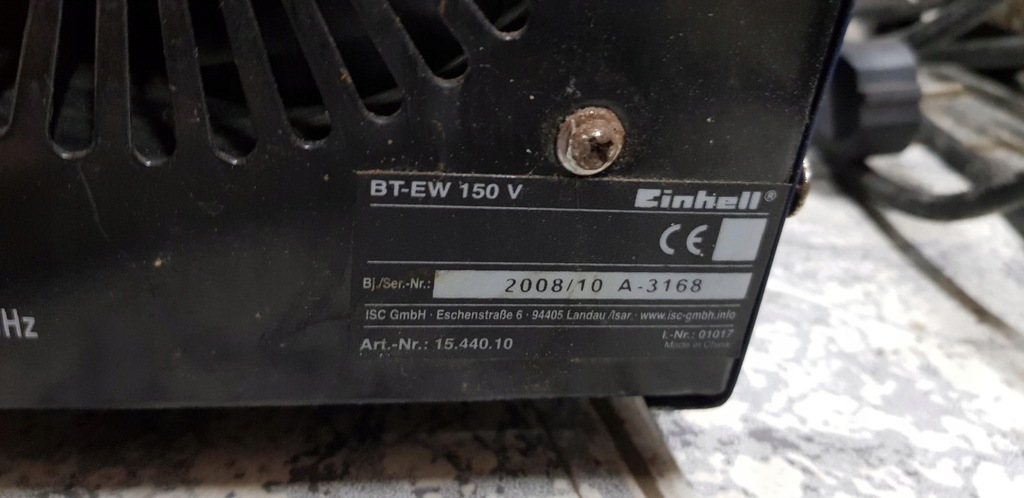 BT-EW 150 V
Einhell®
CE
Bj./Ser.-Nr.: 2008/10 A-3168
ISC GmbH · Eschenstraße 6 · 94405 Landau/Isar · www.isc-gmbh.info
Art.-Nr.: 15.440.10
I.-Nr.: 01017
Made in China
Hz